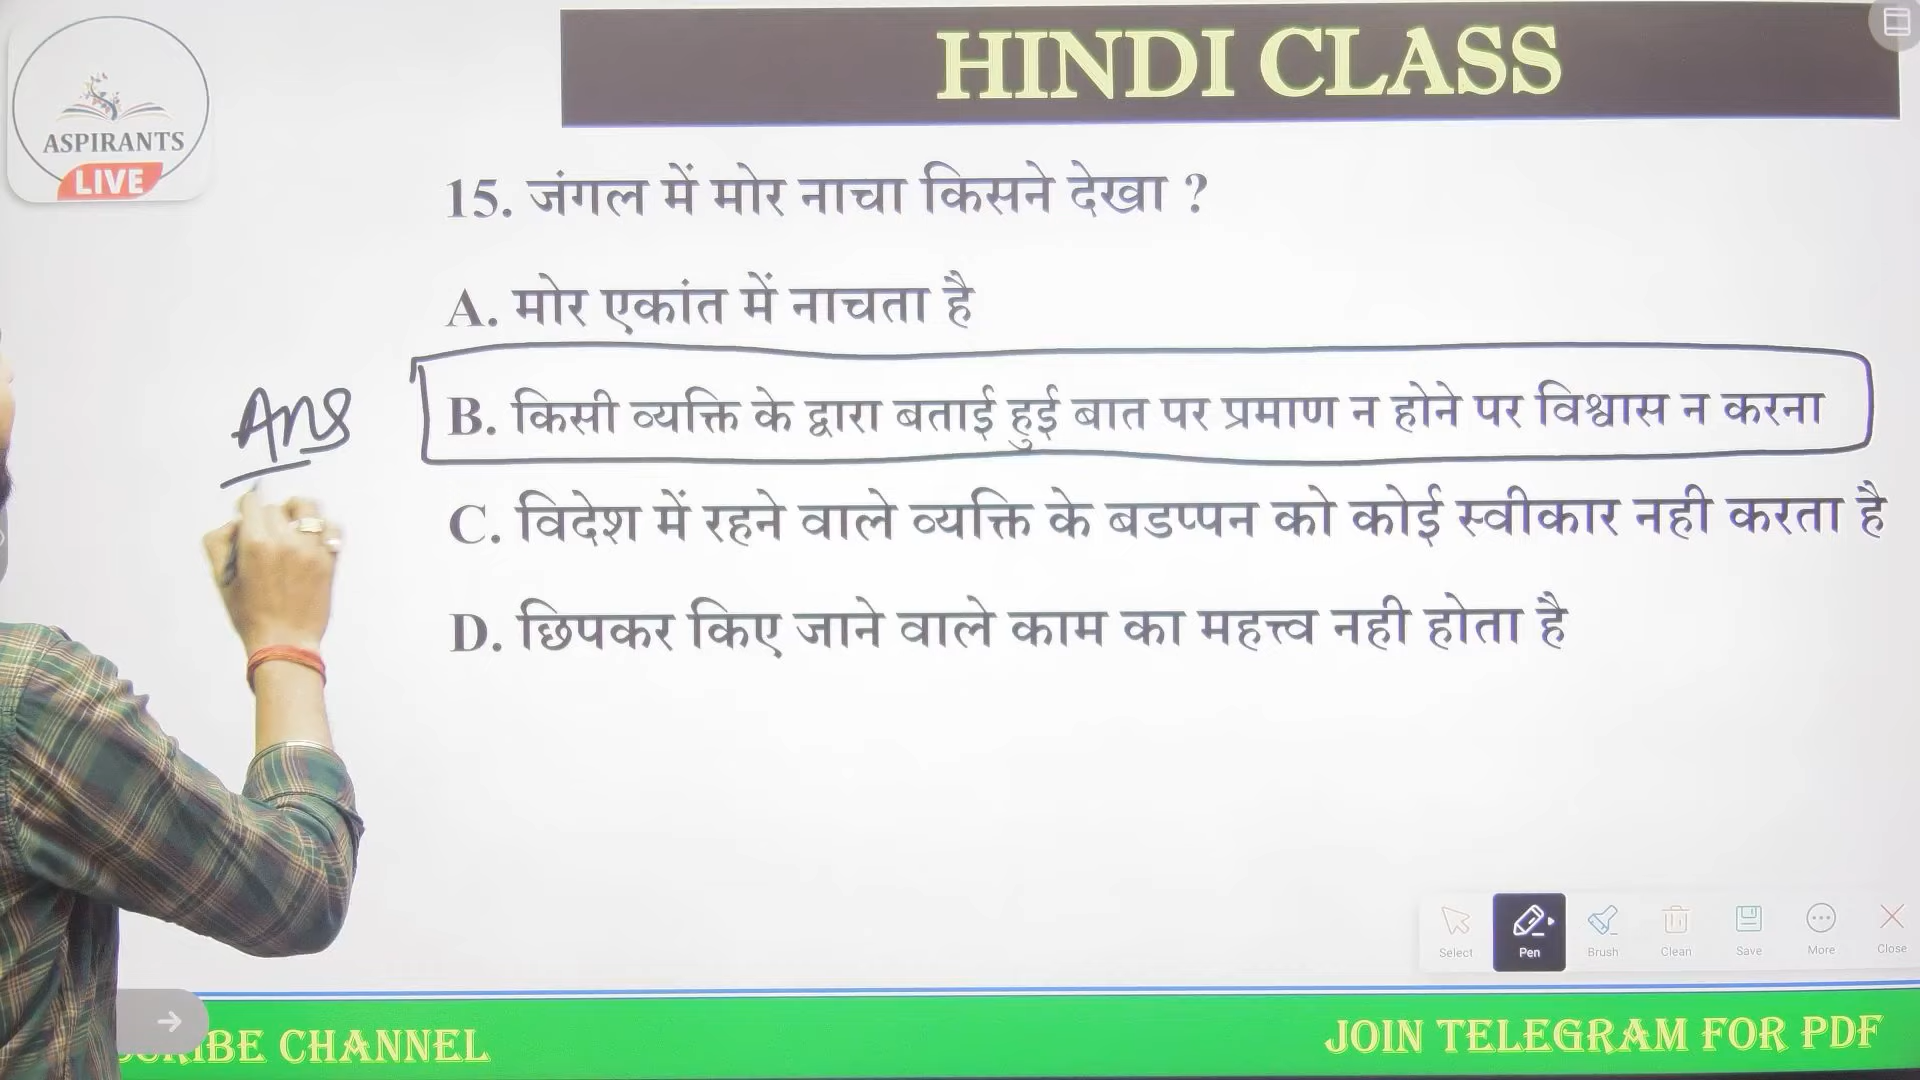 ASPIRANTS
LIVE
HINDI CLASS
15. जंगल में मोर नाचा किसने देखा ?
A. मोर एकांत में नाचता है
Ans
B. किसी व्यक्ति के द्वारा बताई हुई बात पर प्रमाण न होने पर विश्वास न करना
C. विदेश में रहने वाले व्यक्ति के बडप्पन को कोई स्वीकार नही करता है
D. छिपकर किए जाने वाले काम का महत्त्व नही होता है
Select Pen Brush Clean Save More Close
CHANNEL
JOIN TELEGRAM FOR PDF